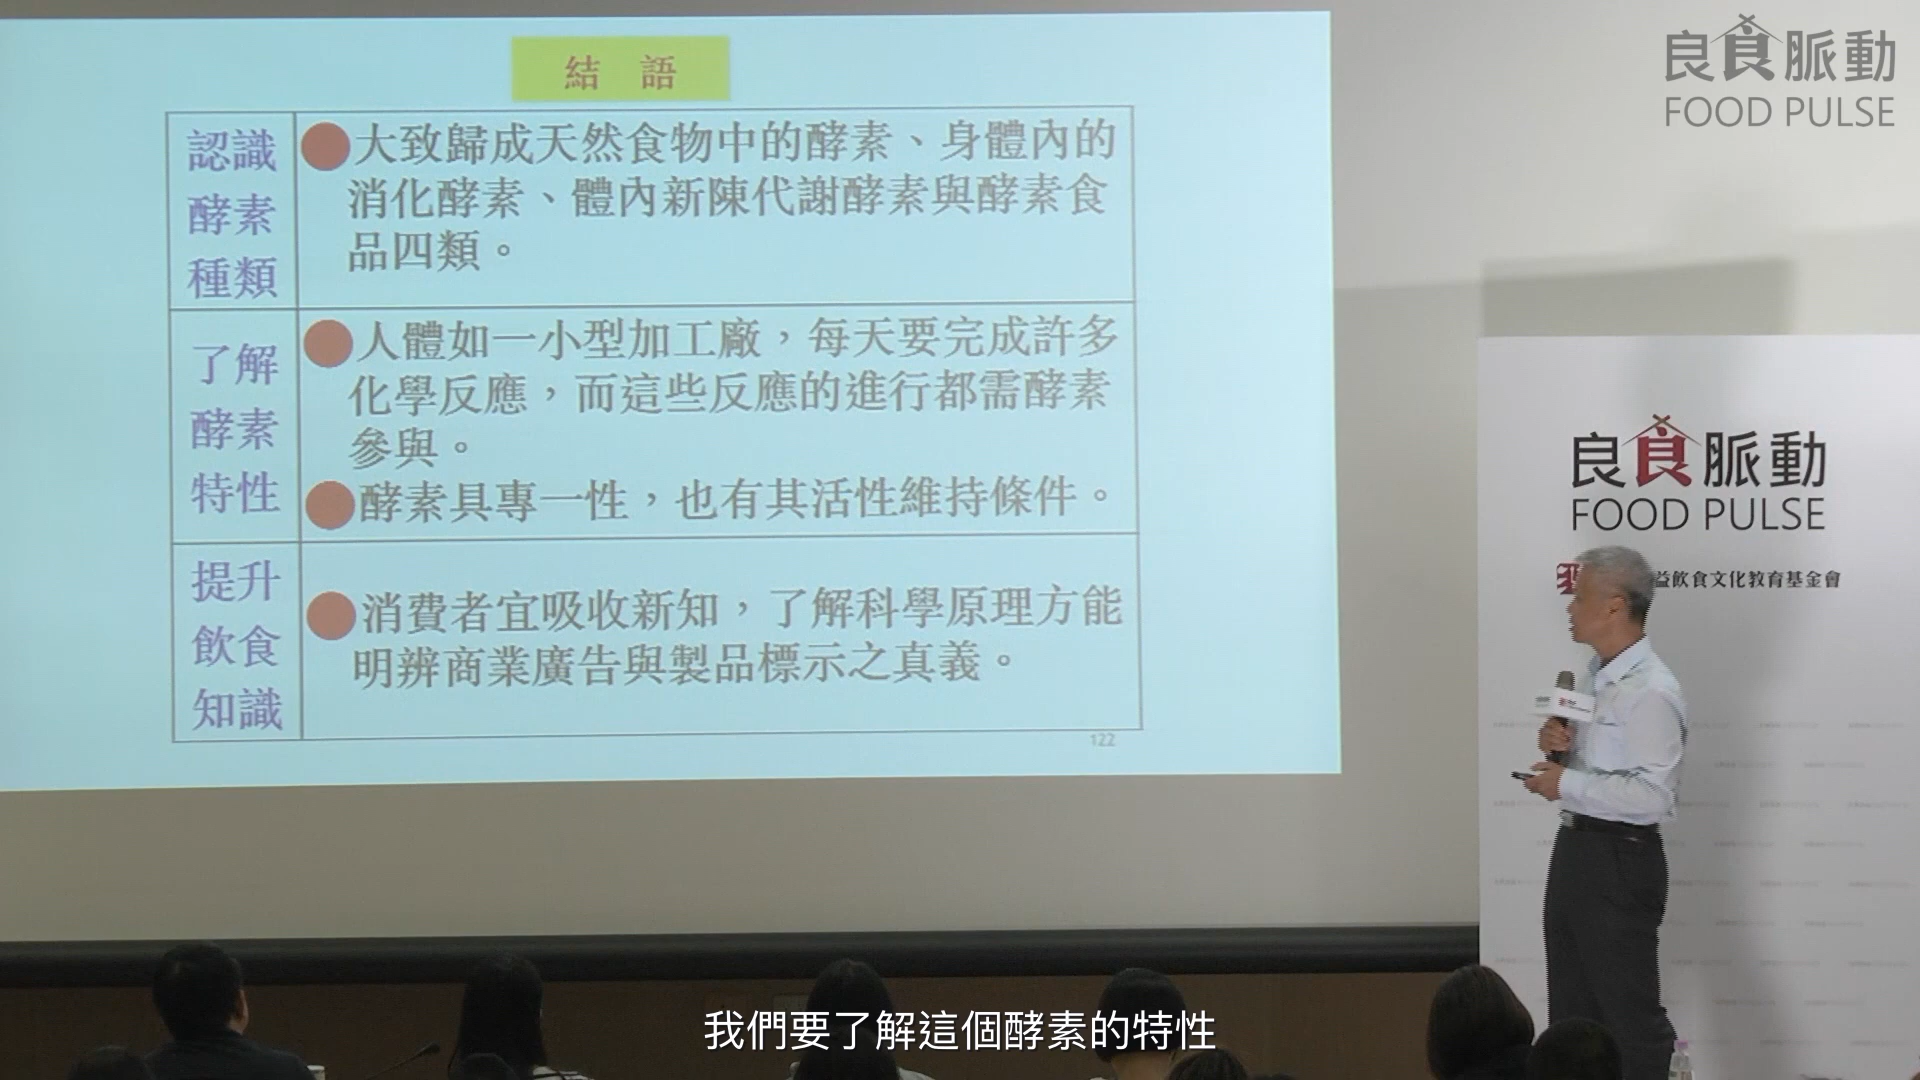 結 語
認識
酵素
種類
大致歸成天然食物中的酵素、身體內的
消化酵素、體內新陳代謝酵素與酵素食
品四類。
了解
酵素
特性
人體如一小型加工廠，每天要完成許多
化學反應，而這些反應的進行都需酵素
參與。
酵素具專一性，也有其活性維持條件。
提升
飲食
知識
消費者宜吸收新知，了解科學原理方能
明辨商業廣告與製品標示之真義。
122
良食脈動
FOOD PULSE
良食脈動
FOOD PULSE
益飲食文化教育基金會
我們要了解這個酵素的特性